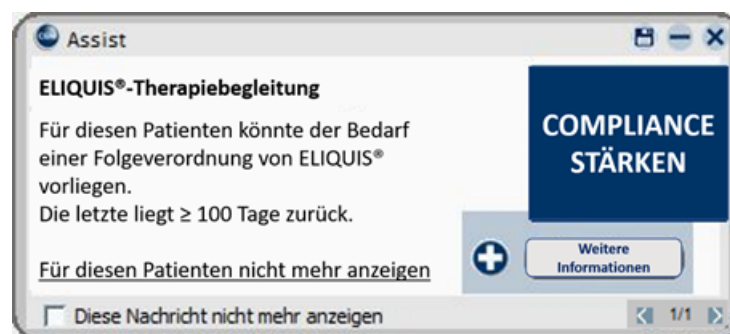 Assist
ELIQUIS®-Therapiebegleitung
Für diesen Patienten könnte der Bedarf
einer Folgeverordnung von ELIQUIS®
vorliegen.
Die letzte liegt ≥ 100 Tage zurück.
Für diesen Patienten nicht mehr anzeigen
COMPLIANCE
STÄRKEN
Weitere
Informationen
Diese Nachricht nicht mehr anzeigen
1/1